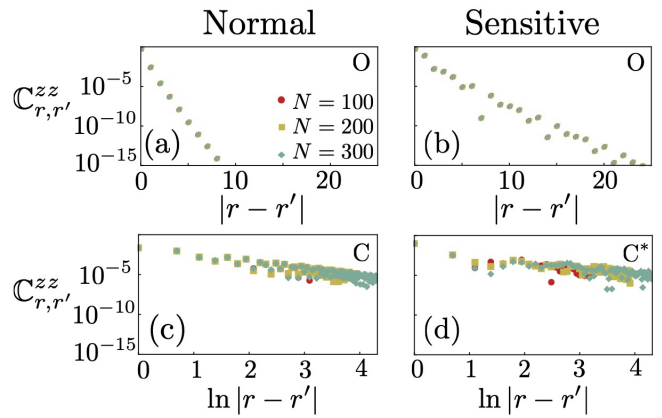 Normal Sensitive
ℂ^{zz}_{r,r'}
10^{-5}
10^{-10}
10^{-15}
O
N = 100
N = 200
N = 300
(a)
0 10 20
|r − r'|
O
(b)
0 10 20
|r − r'|
ℂ^{zz}_{r,r'}
10^{-5}
10^{-10}
10^{-15}
C
(c)
0 1 2 3 4
ln |r − r'|
C*
(d)
0 1 2 3 4
ln |r − r'|